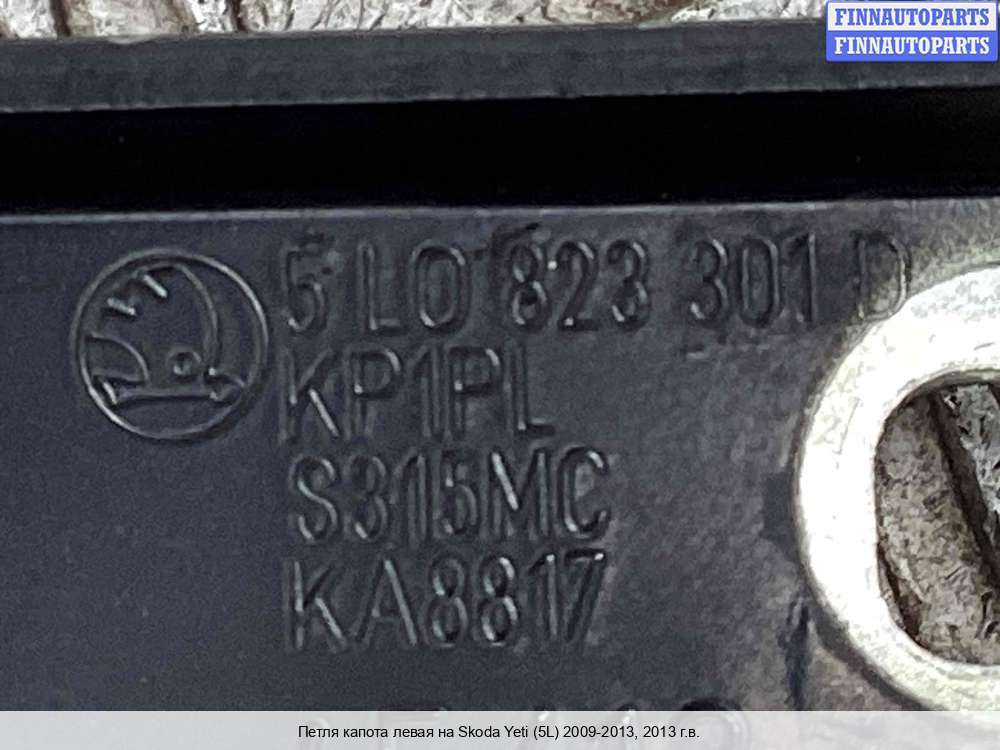 FINNAUTOPARTS
FINNAUTOPARTS
5L0 823 301 D
KP1PL
S315MC
KA8817
Петля капота левая на Skoda Yeti (5L) 2009-2013, 2013 г.в.